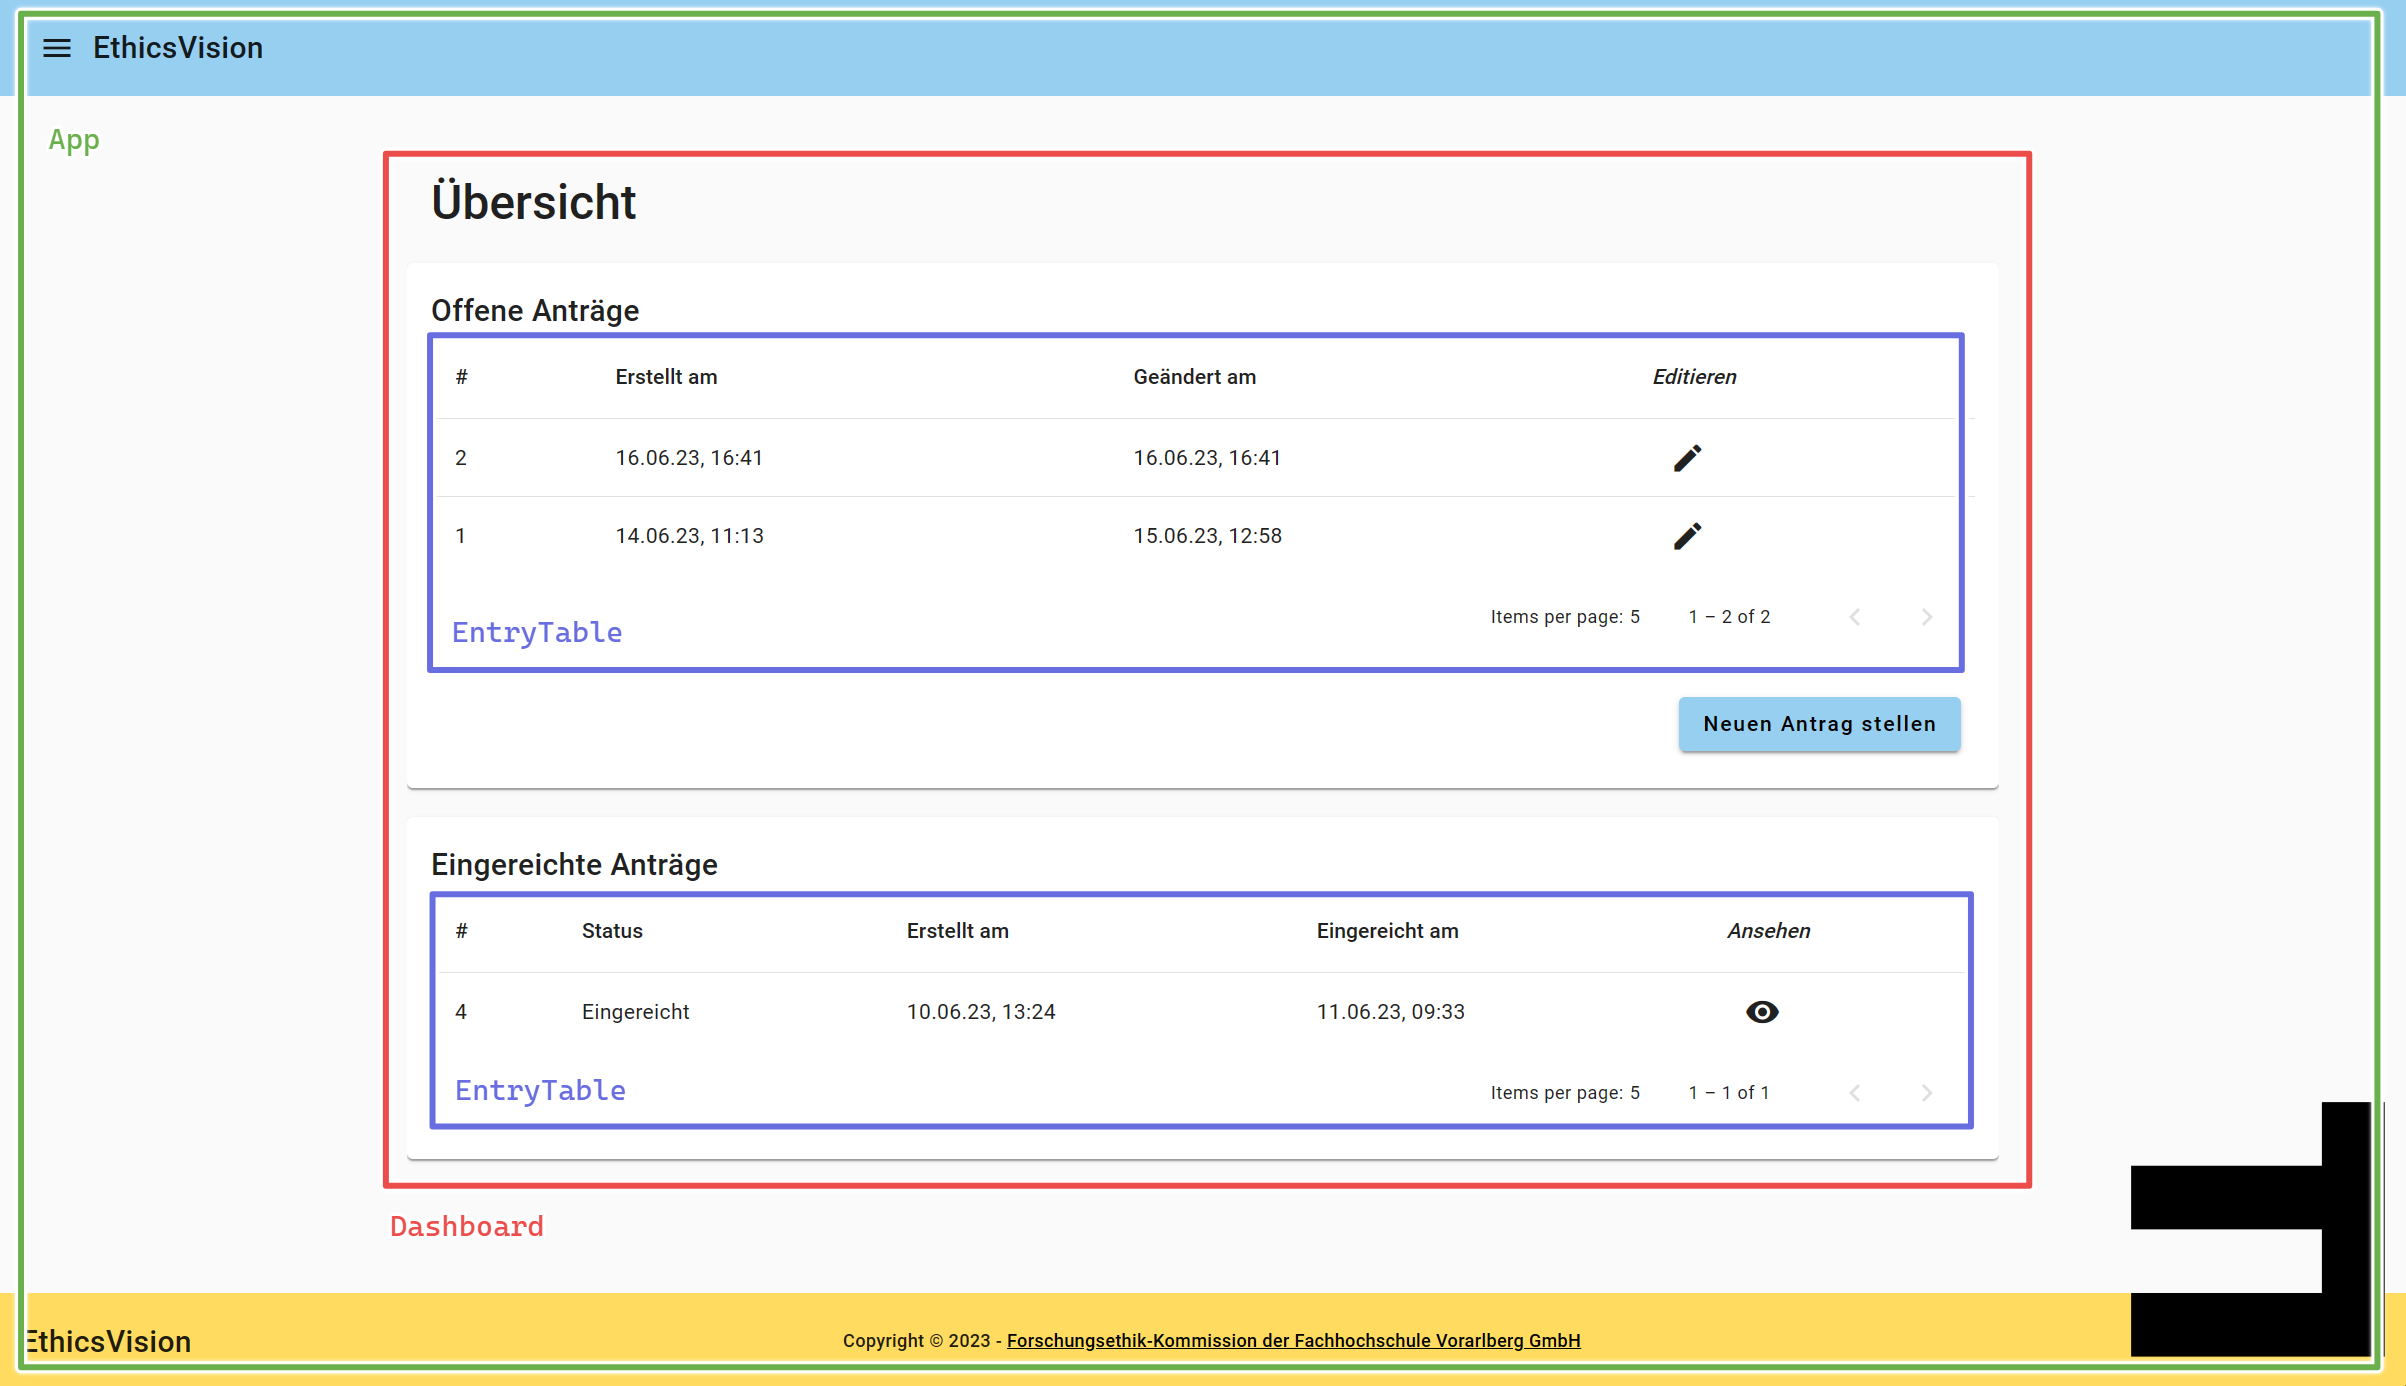 EthicsVision
App
Übersicht
Offene Anträge
# Erstellt am Geändert am Editieren
2 16.06.23, 16:41 16.06.23, 16:41
1 14.06.23, 11:13 15.06.23, 12:58
Items per page: 5 1 – 2 of 2
EntryTable
Neuen Antrag stellen
Eingereichte Anträge
# Status Erstellt am Eingereicht am Ansehen
4 Eingereicht 10.06.23, 13:24 11.06.23, 09:33
EntryTable Items per page: 5 1 – 1 of 1
Dashboard
EthicsVision Copyright © 2023 - Forschungsethik-Kommission der Fachhochschule Vorarlberg GmbH